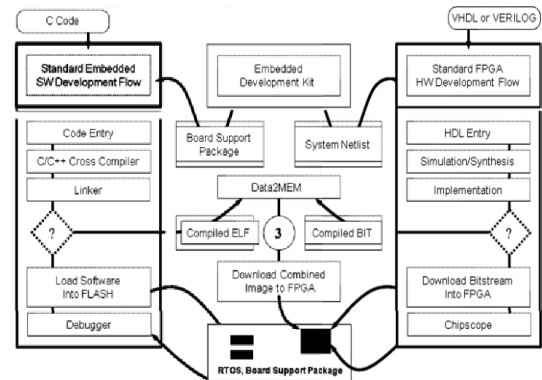 C Code
VHDL or VERILOG
Standard Embedded
SW Development Flow
Embedded
Development Kit
Standard FPGA
HW Development Flow
Code Entry
C/C++ Cross Compiler
Linker
?
Load Software
Into FLASH
Debugger
Board Support
Package
System Netlist
Data2MEM
Compiled ELF
3
Compiled BIT
Download Combined
Image to FPGA
RTOS, Board Support Package
HDL Entry
Simulation/Synthesis
Implementation
?
Download Bitstream
Into FPGA
Chipscope